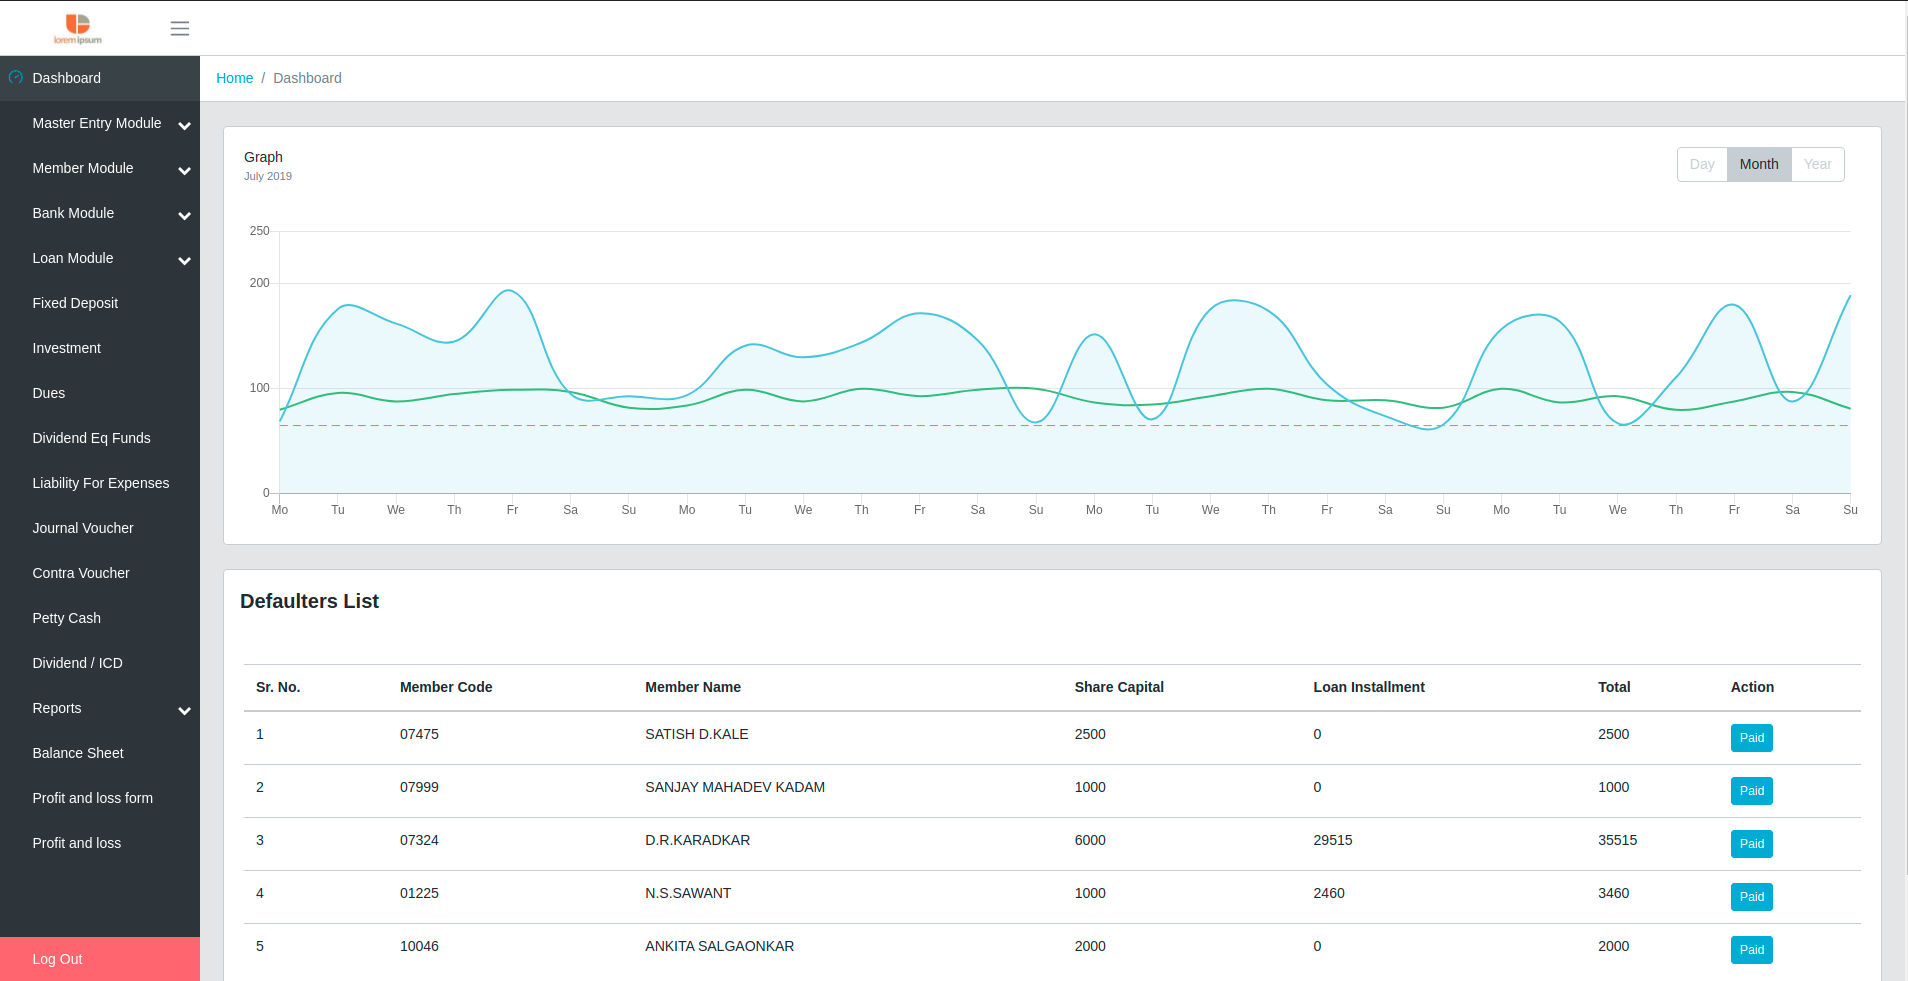 lorem ipsum
Dashboard
Master Entry Module
Member Module
Bank Module
Loan Module
Fixed Deposit
Investment
Dues
Dividend Eq Funds
Liability For Expenses
Journal Voucher
Contra Voucher
Petty Cash
Dividend / ICD
Reports
Balance Sheet
Profit and loss form
Profit and loss
Log Out
Home / Dashboard
Graph
July 2019
Day Month Year
250
200
100
0
Mo Tu We Th Fr Sa Su Mo Tu We Th Fr Sa Su Mo Tu We Th Fr Sa Su Mo Tu We Th Fr Sa Su
Defaulters List
Sr. No. Member Code Member Name Share Capital Loan Installment Total Action
1 07475 SATISH D.KALE 2500 0 2500 Paid
2 07999 SANJAY MAHADEV KADAM 1000 0 1000 Paid
3 07324 D.R.KARADKAR 6000 29515 35515 Paid
4 01225 N.S.SAWANT 1000 2460 3460 Paid
5 10046 ANKITA SALGAONKAR 2000 0 2000 Paid